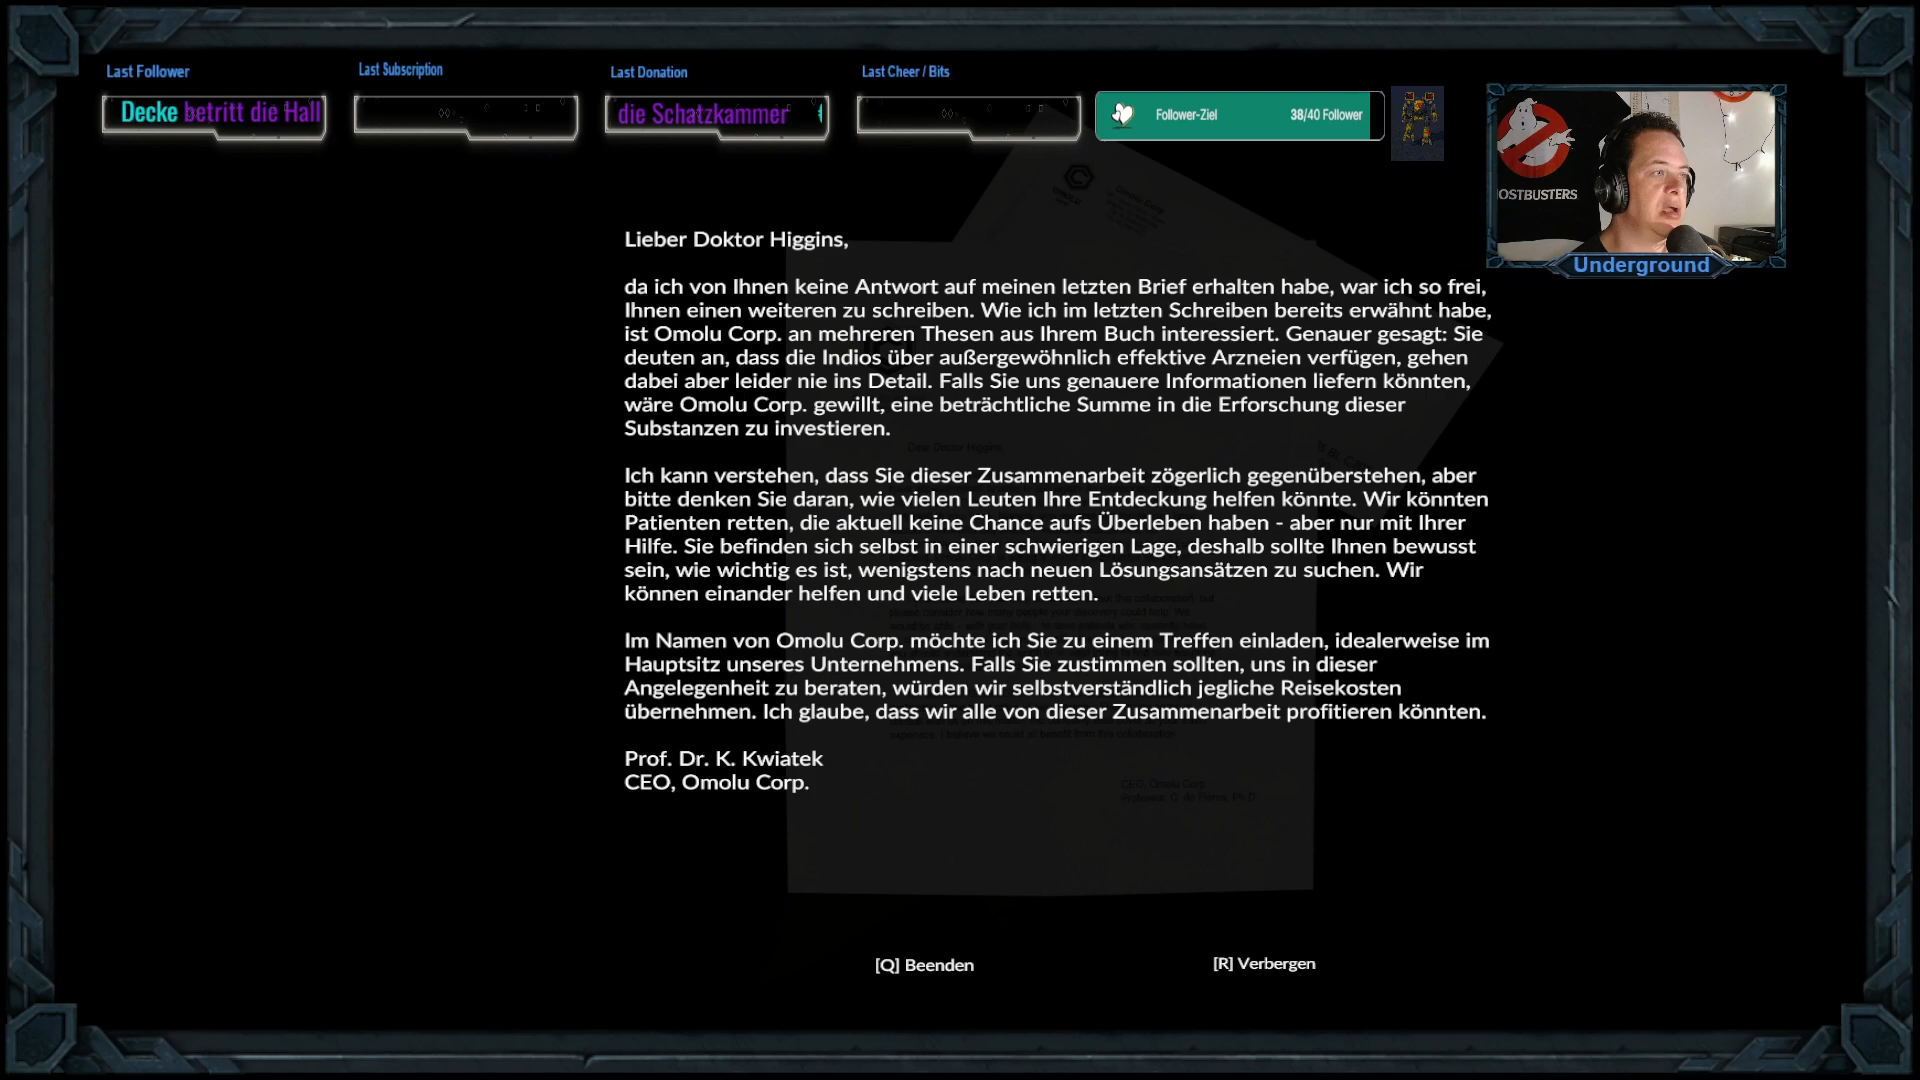 Last Follower
Last Subscription
Last Donation
Last Cheer / Bits
Decke betritt die Hall
die Schatzkammer
Follower-Ziel
38/40 Follower
OSTBUSTERS
Underground
Lieber Doktor Higgins,
da ich von Ihnen keine Antwort auf meinen letzten Brief erhalten habe, war ich so frei,
Ihnen einen weiteren zu schreiben. Wie ich im letzten Schreiben bereits erwähnt habe,
ist Omolu Corp. an mehreren Thesen aus Ihrem Buch interessiert. Genauer gesagt: Sie
deuten an, dass die Indios über außergewöhnlich effektive Arzneien verfügen, gehen
dabei aber leider nie ins Detail. Falls Sie uns genauere Informationen liefern könnten,
wäre Omolu Corp. gewillt, eine beträchtliche Summe in die Erforschung dieser
Substanzen zu investieren.
Dear Doctor Higgins
Ich kann verstehen, dass Sie dieser Zusammenarbeit zögerlich gegenüberstehen, aber
bitte denken Sie daran, wie vielen Leuten Ihre Entdeckung helfen könnte. Wir könnten
Patienten retten, die aktuell keine Chance aufs Überleben haben - aber nur mit Ihrer
Hilfe. Sie befinden sich selbst in einer schwierigen Lage, deshalb sollte Ihnen bewusst
sein, wie wichtig es ist, wenigstens nach neuen Lösungsansätzen zu suchen. Wir
können einander helfen und viele Leben retten.
Im Namen von Omolu Corp. möchte ich Sie zu einem Treffen einladen, idealerweise im
Hauptsitz unseres Unternehmens. Falls Sie zustimmen sollten, uns in dieser
Angelegenheit zu beraten, würden wir selbstverständlich jegliche Reisekosten
übernehmen. Ich glaube, dass wir alle von dieser Zusammenarbeit profitieren könnten.
Prof. Dr. K. Kwiatek
CEO, Omolu Corp.
CEO, Omolu Corp
[Q] Beenden
[R] Verbergen